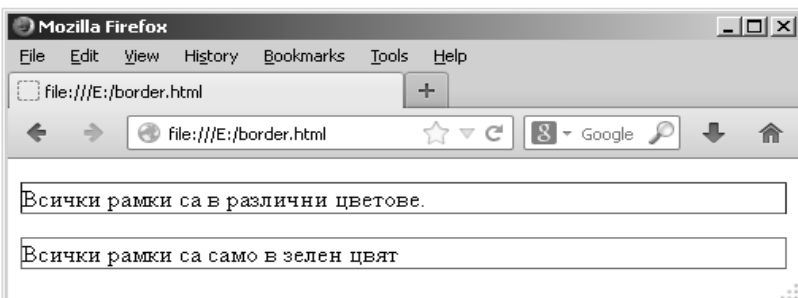 Mozilla Firefox
File Edit View History Bookmarks Tools Help
file:///E:/border.html
file:///E:/border.html Google
Всички рамки са в различни цветове.
Всички рамки са само в зелен цвят